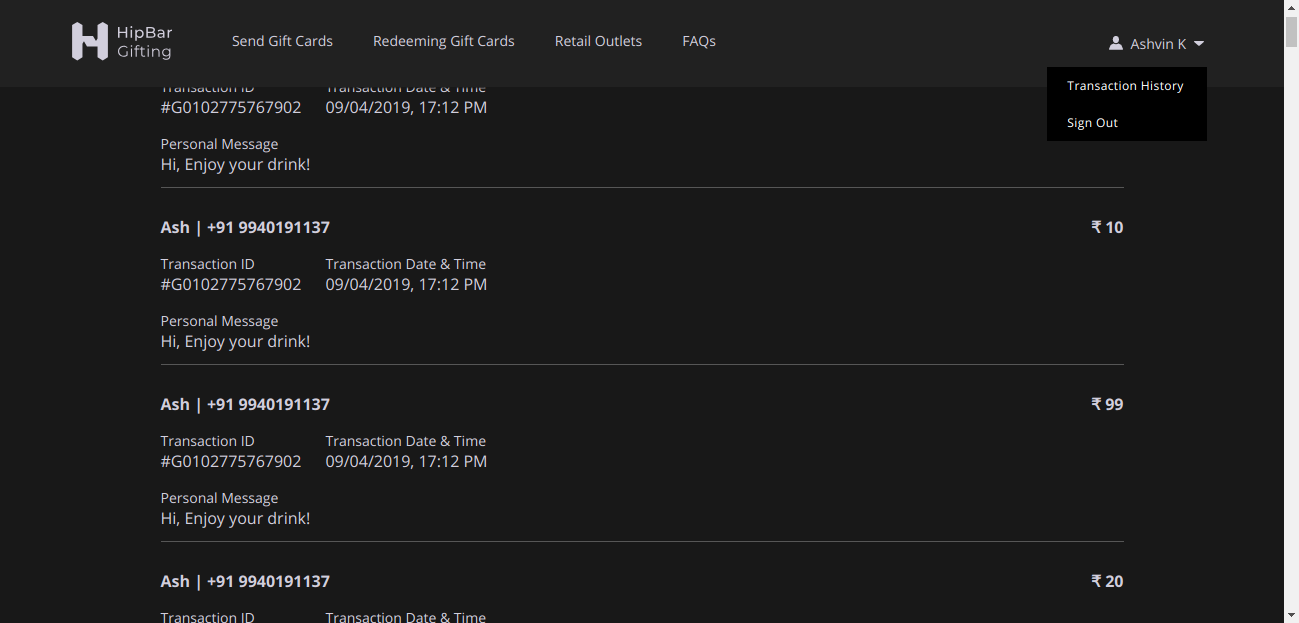 HipBar
Gifting
Send Gift Cards
Redeeming Gift Cards
Retail Outlets
FAQs
Ashvin K
Transaction History
Sign Out
Transaction ID Transaction Date & Time
#G0102775767902 09/04/2019, 17:12 PM
Personal Message
Hi, Enjoy your drink!
Ash | +91 9940191137 ₹ 10
Transaction ID Transaction Date & Time
#G0102775767902 09/04/2019, 17:12 PM
Personal Message
Hi, Enjoy your drink!
Ash | +91 9940191137 ₹ 99
Transaction ID Transaction Date & Time
#G0102775767902 09/04/2019, 17:12 PM
Personal Message
Hi, Enjoy your drink!
Ash | +91 9940191137 ₹ 20
Transaction ID Transaction Date & Time